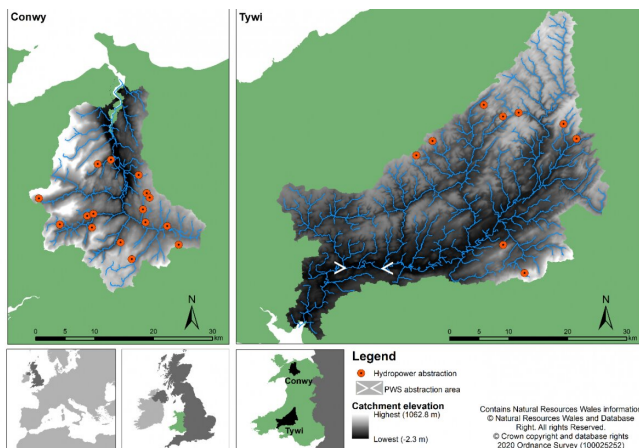 Conwy
Tywi
N
0 5 10 20 30
km
N
0 5 10 20 30
km
Conwy
Tywi
Legend
Hydropower abstraction
PWS abstraction area
Catchment elevation
Highest (1062.8 m)
Lowest (-2.3 m)
Contains Natural Resources Wales information
© Natural Resources Wales and Database
Right. All rights Reserved.
© Crown copyright and database rights
2020 Ordnance Survey (100025252)